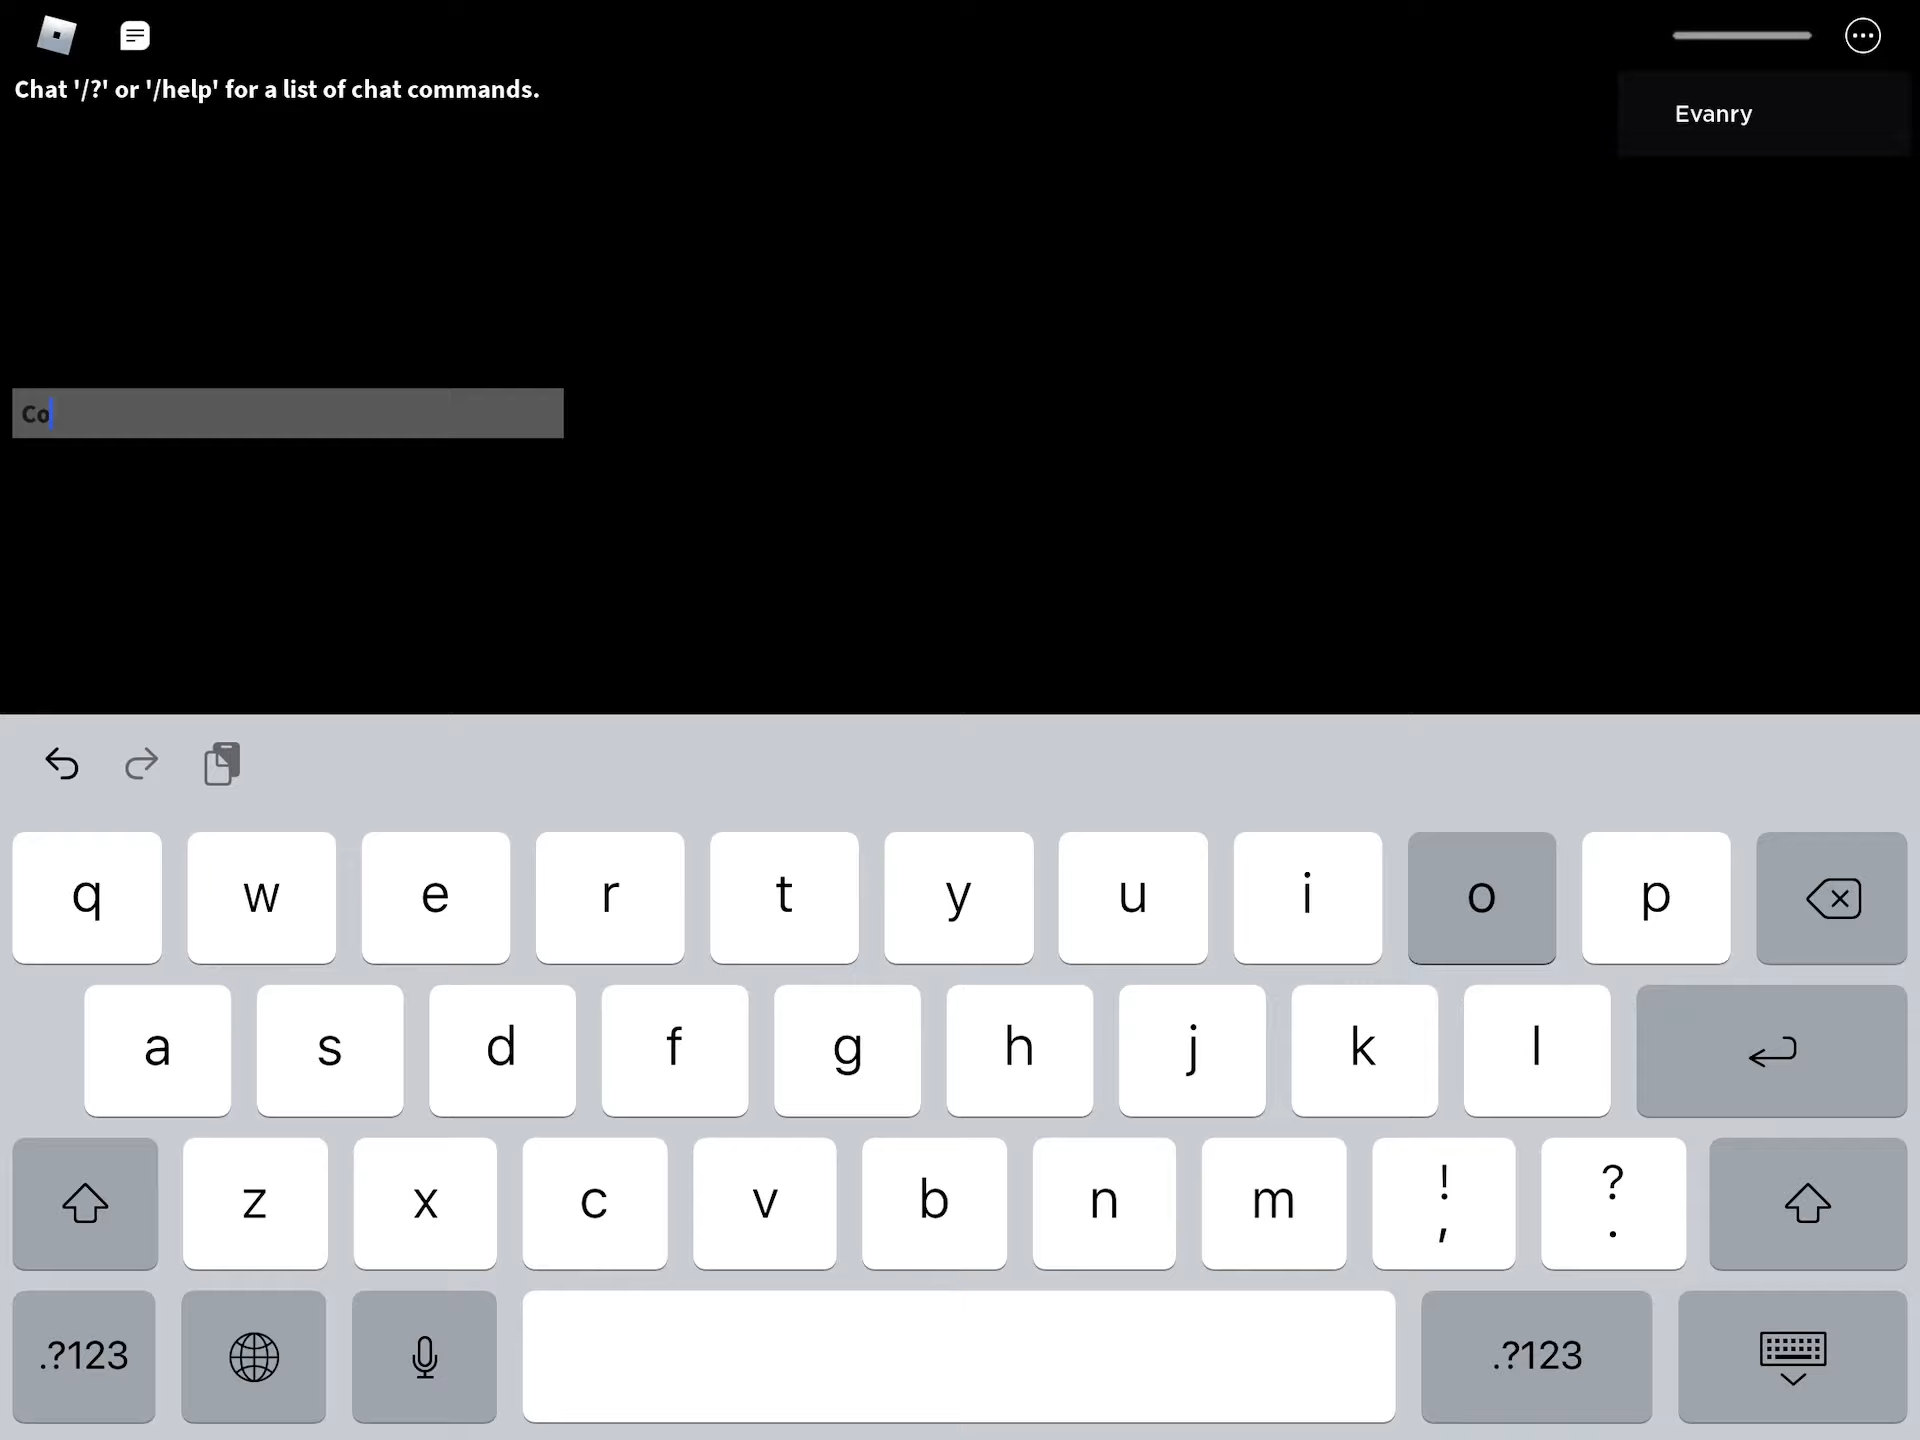 Chat '/?' or '/help' for a list of chat commands.
Evanry
Co
q w e r t y u i o p
a s d f g h j k l
z x c v b n m ! , ? .
.?123 .?123